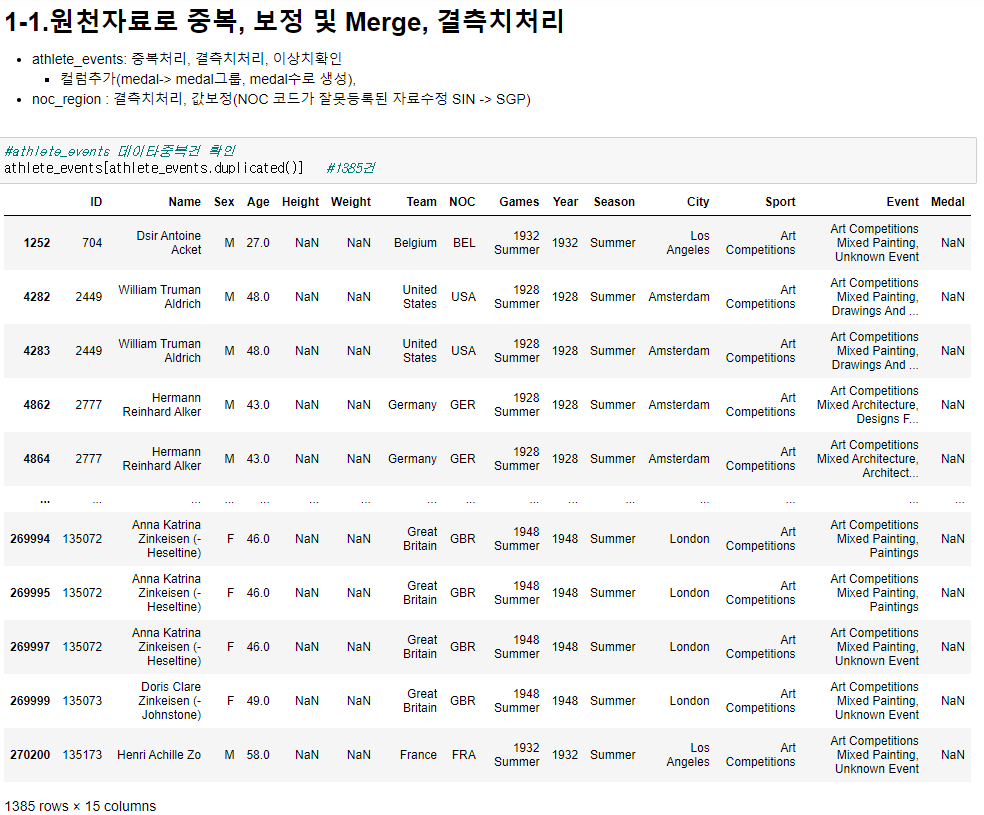 1-1.원천자료로 중복, 보정 및 Merge, 결측치처리
• athlete_events: 중복처리, 결측치처리, 이상치확인
▪ 컬럼추가(medal-> medal그룹, medal수로 생성),
• noc_region : 결측치처리, 값보정(NOC 코드가 잘못등록된 자료수정 SIN -> SGP)
#athlete_events 데이타중복건 확인
athlete_events[athlete_events.duplicated()] #1385건
ID Name Sex Age Height Weight Team NOC Games Year Season City Sport Event Medal
1252 704 Dsir Antoine Acket M 27.0 NaN NaN Belgium BEL 1932 Summer 1932 Summer Los Angeles Art Competitions Art Competitions Mixed Painting, Unknown Event NaN
4282 2449 William Truman Aldrich M 48.0 NaN NaN United States USA 1928 Summer 1928 Summer Amsterdam Art Competitions Art Competitions Mixed Painting, Drawings And ... NaN
4283 2449 William Truman Aldrich M 48.0 NaN NaN United States USA 1928 Summer 1928 Summer Amsterdam Art Competitions Art Competitions Mixed Painting, Drawings And ... NaN
4862 2777 Hermann Reinhard Alker M 43.0 NaN NaN Germany GER 1928 Summer 1928 Summer Amsterdam Art Competitions Art Competitions Mixed Architecture, Designs F... NaN
4864 2777 Hermann Reinhard Alker M 43.0 NaN NaN Germany GER 1928 Summer 1928 Summer Amsterdam Art Competitions Art Competitions Mixed Architecture, Architect... NaN
... ... ... ... ... ... ... ... ... ... ... ... ... ... ... ...
269994 135072 Anna Katrina Zinkeisen (-Heseltine) F 46.0 NaN NaN Great Britain GBR 1948 Summer 1948 Summer London Art Competitions Art Competitions Mixed Painting, Paintings NaN
269995 135072 Anna Katrina Zinkeisen (-Heseltine) F 46.0 NaN NaN Great Britain GBR 1948 Summer 1948 Summer London Art Competitions Art Competitions Mixed Painting, Paintings NaN
269997 135072 Anna Katrina Zinkeisen (-Heseltine) F 46.0 NaN NaN Great Britain GBR 1948 Summer 1948 Summer London Art Competitions Art Competitions Mixed Painting, Unknown Event NaN
269999 135073 Doris Clare Zinkeisen (-Johnstone) F 49.0 NaN NaN Great Britain GBR 1948 Summer 1948 Summer London Art Competitions Art Competitions Mixed Painting, Unknown Event NaN
270200 135173 Henri Achille Zo M 58.0 NaN NaN France FRA 1932 Summer 1932 Summer Los Angeles Art Competitions Art Competitions Mixed Painting, Unknown Event NaN
1385 rows × 15 columns